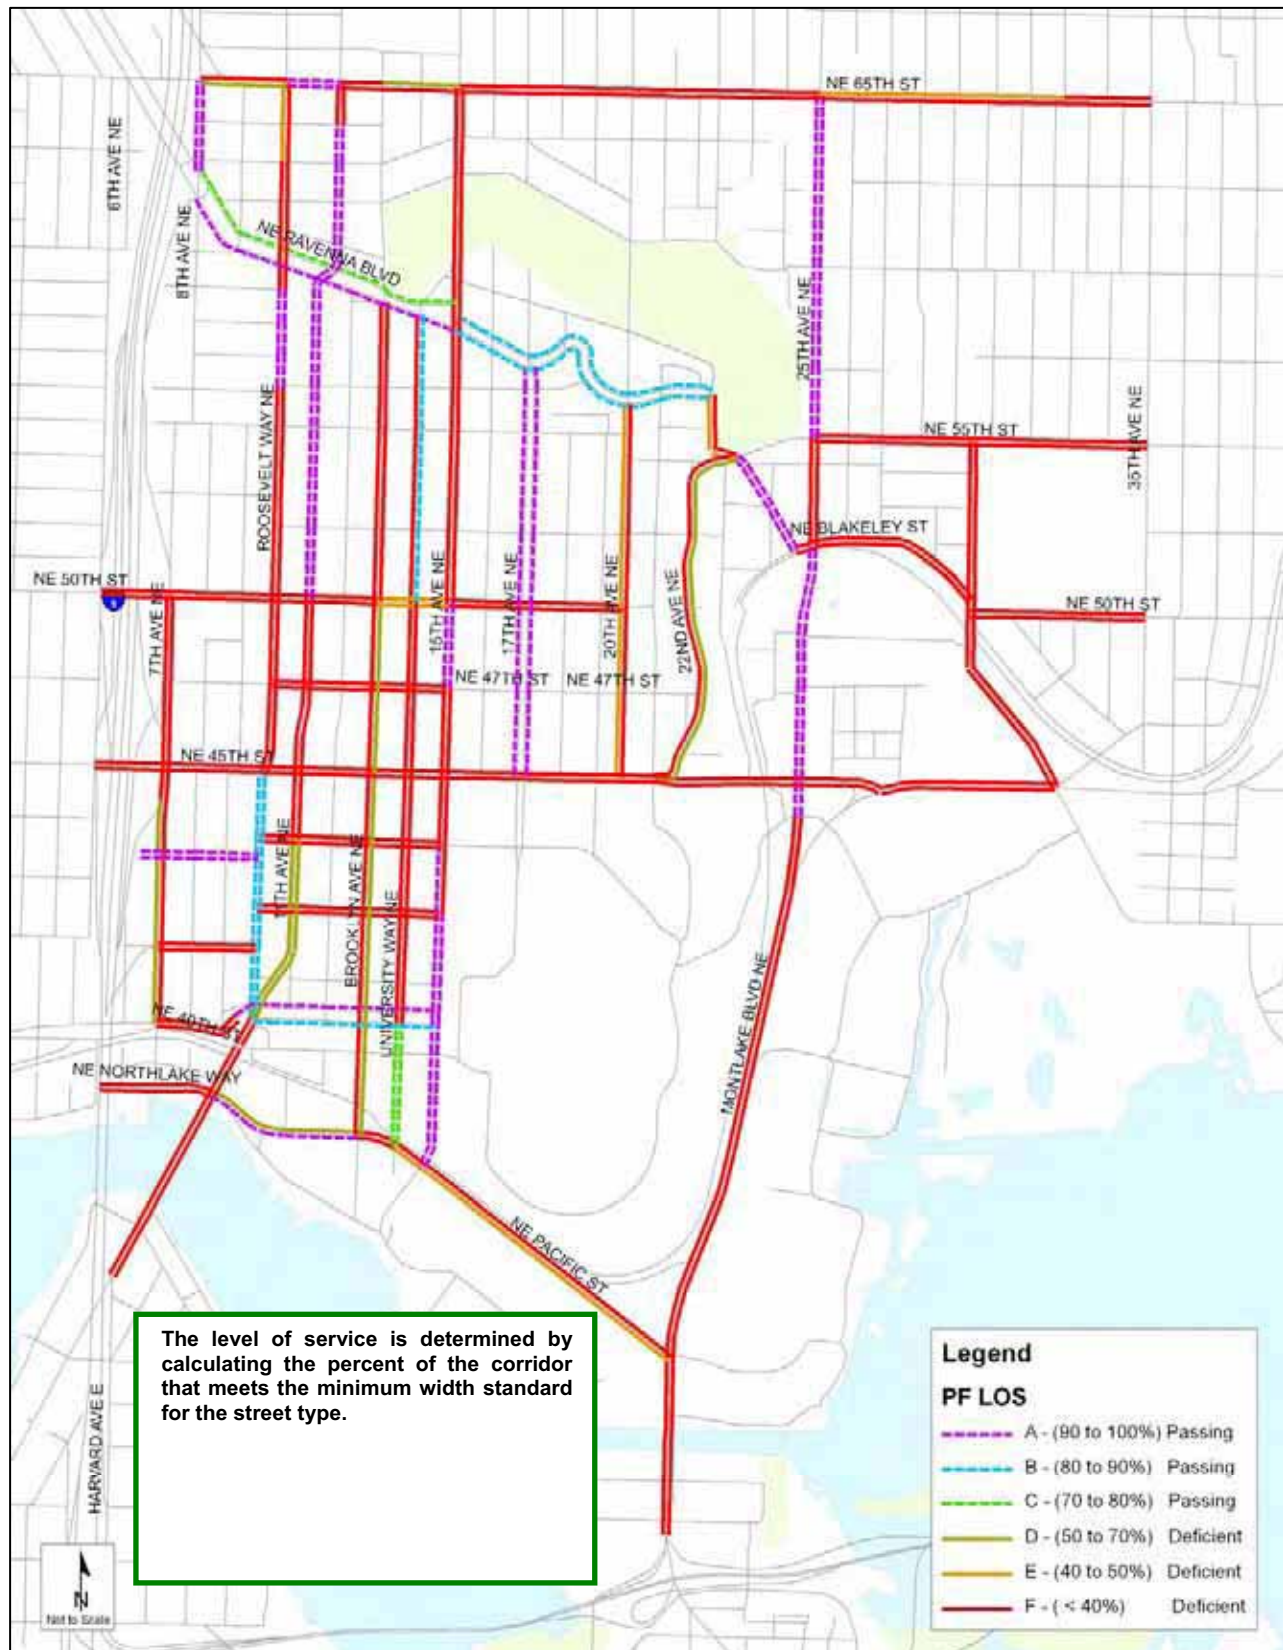 NE 65TH ST
6TH AVE NE
8TH AVE NE
NE RAVENNA BLVD
25TH AVE NE
ROOSEVELT WAY NE
NE 55TH ST
35TH AVE NE
NE BLAKELEY ST
NE 50TH ST
15TH AVE NE
17TH AVE NE
20TH AVE NE
22ND AVE NE
NE 50TH ST
7TH AVE NE
NE 47TH ST
NE 47TH ST
NE 45TH ST
11TH AVE NE
BROOKLYN AVE NE
UNIVERSITY WAY NE
MONTLAKE BLVD NE
NE 40TH ST
NE NORTHLAKE WAY
NE PACIFIC ST
HARVARD AVE E
The level of service is determined by
calculating the percent of the corridor
that meets the minimum width standard
for the street type.
Legend
PF LOS
A - (90 to 100%) Passing
B - (80 to 90%) Passing
C - (70 to 80%) Passing
D - (50 to 70%) Deficient
E - (40 to 50%) Deficient
F - ( < 40%) Deficient
N
Not to Scale